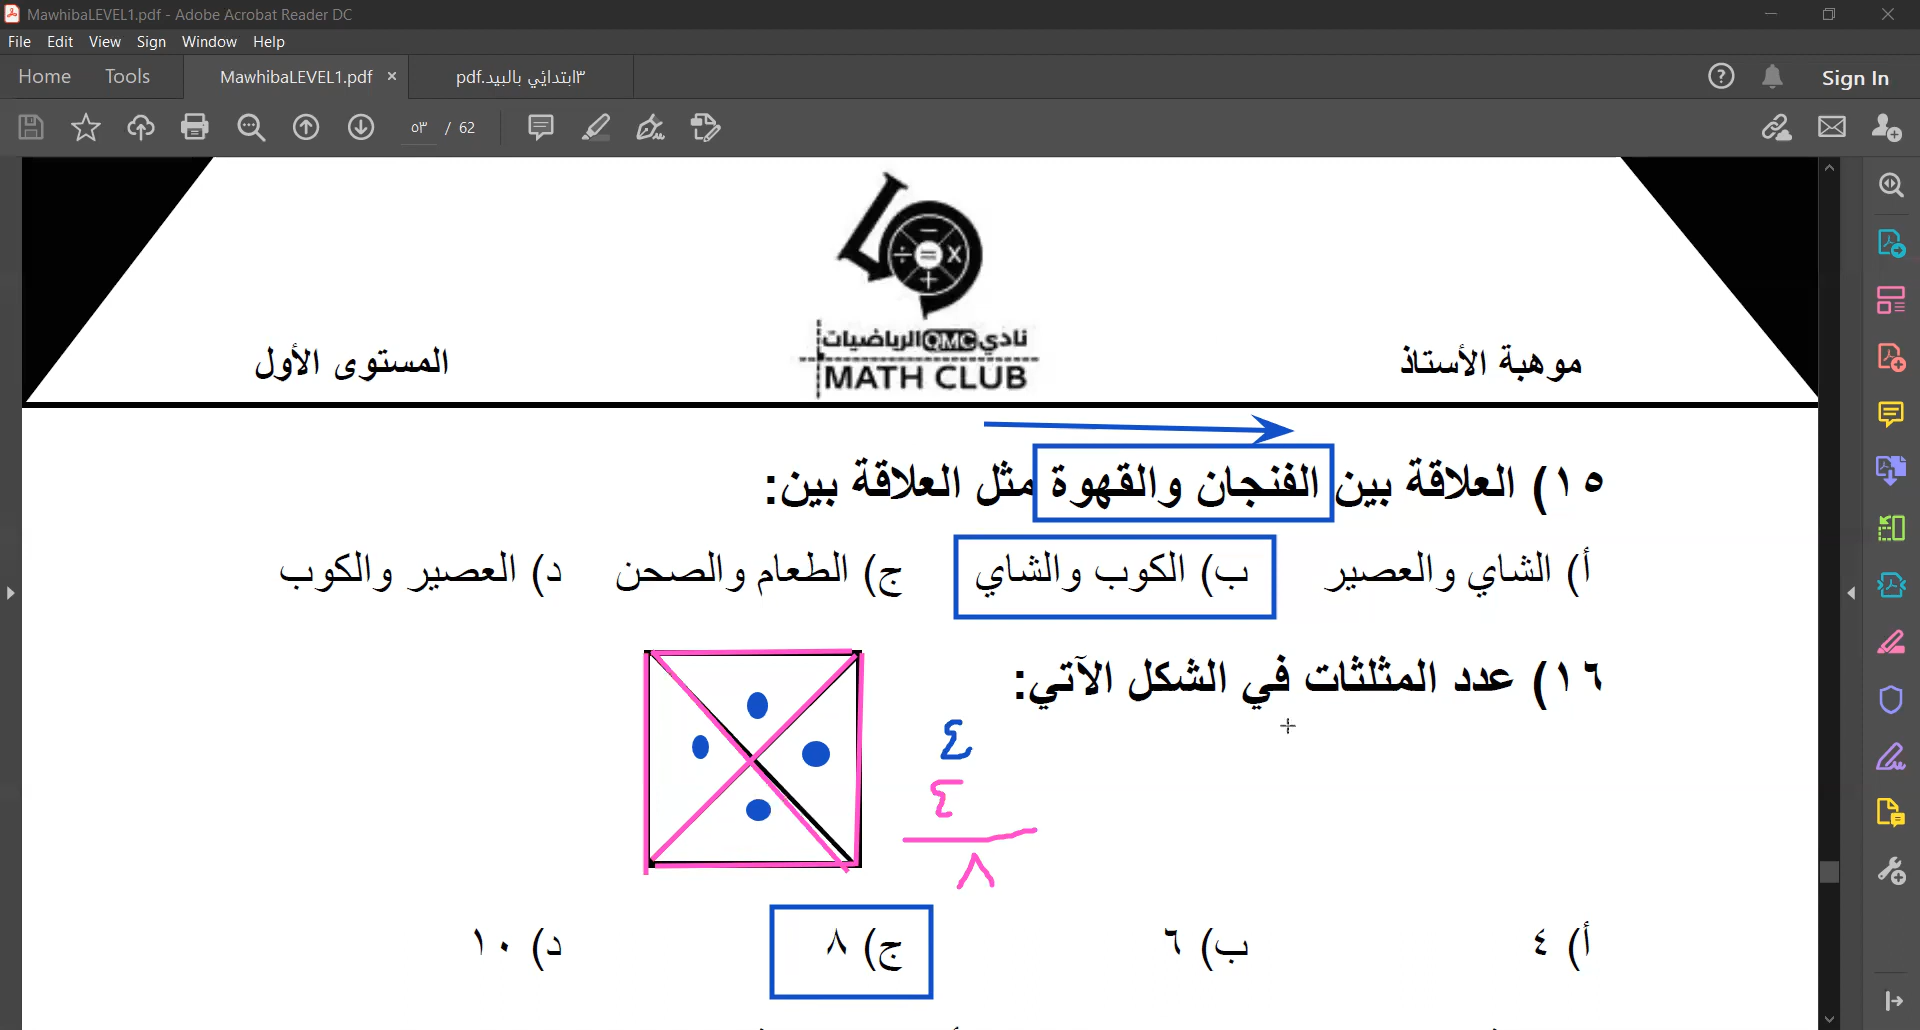 MawhibaLEVEL1.pdf - Adobe Acrobat Reader DC
File Edit View Sign Window Help
Home Tools MawhibaLEVEL1.pdf × ٣ابتدائي بالبيد.pdf Sign In
٥٣ / 62
موهبة الأستاذ
المستوى الأول
نادي QMC الرياضيات
MATH CLUB
١٥) العلاقة بين الفنجان والقهوة مثل العلاقة بين:
أ) الشاي والعصير ب) الكوب والشاي ج) الطعام والصحن د) العصير والكوب
١٦) عدد المثلثات في الشكل الآتي:
٤
٤
٨
أ) ٤ ب) ٦ ج) ٨ د) ١٠